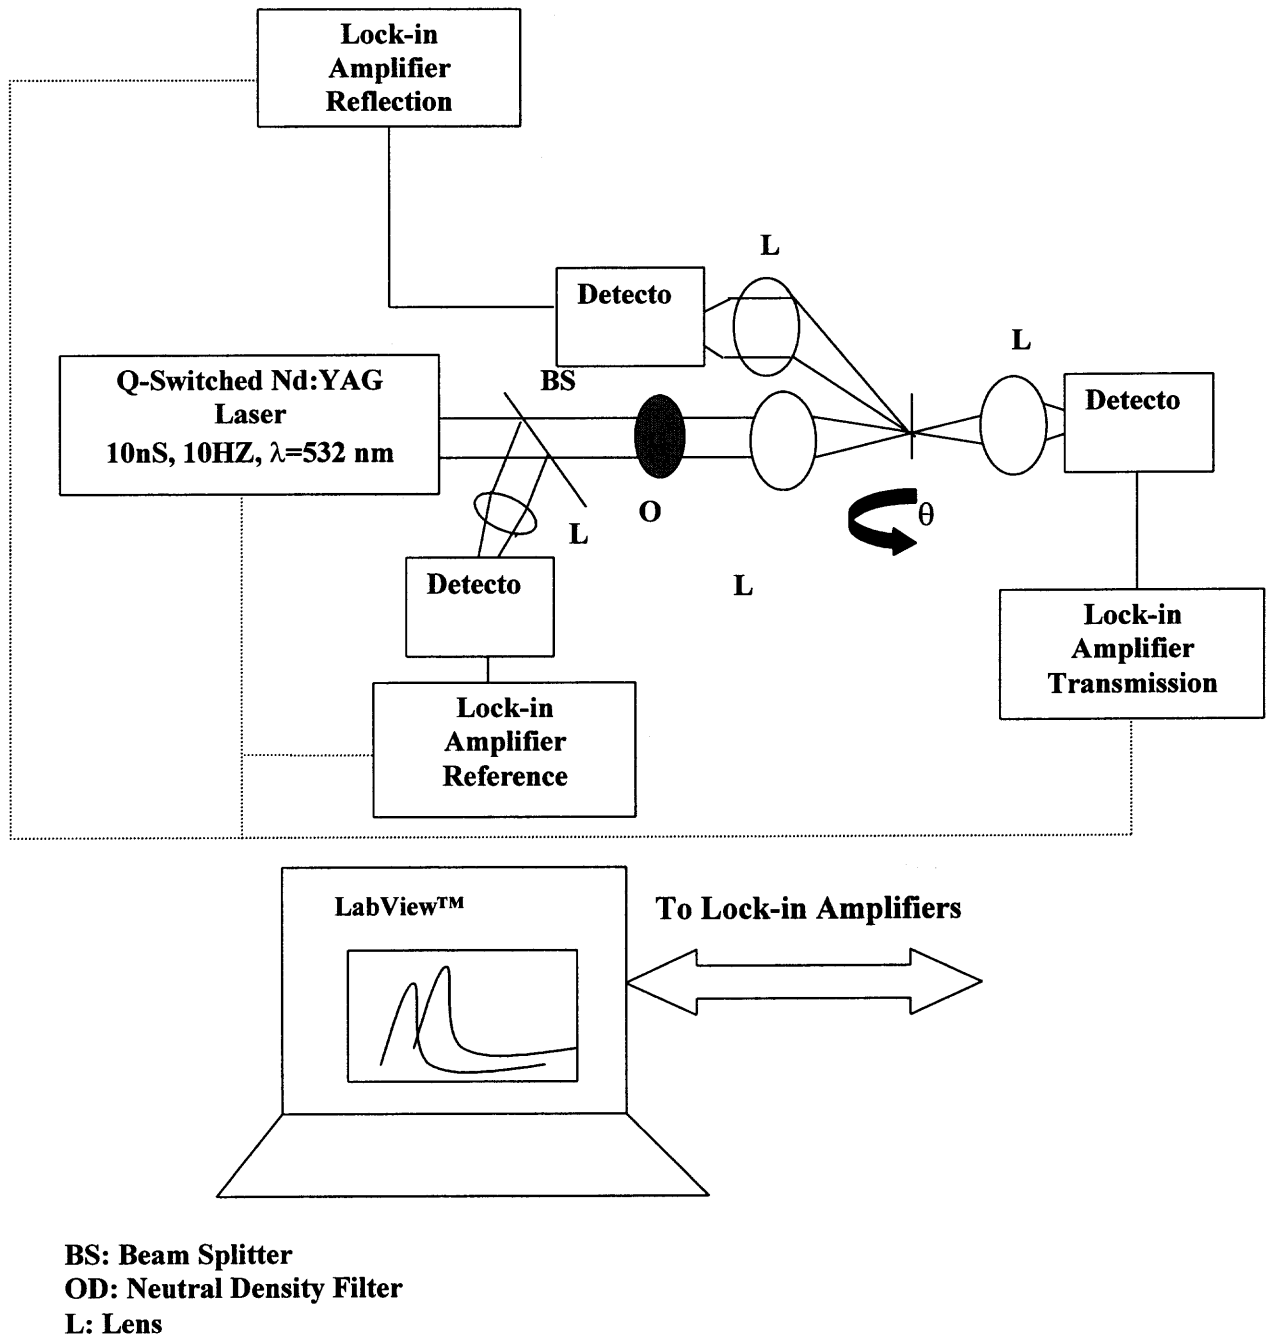 Lock-in
Amplifier
Reflection
L
Detecto
L
Q-Switched Nd:YAG
Laser
10nS, 10HZ, λ=532 nm
BS
Detecto
O
θ
L
Detecto
L
Lock-in
Amplifier
Transmission
Lock-in
Amplifier
Reference
LabView™
To Lock-in Amplifiers
BS: Beam Splitter
OD: Neutral Density Filter
L: Lens